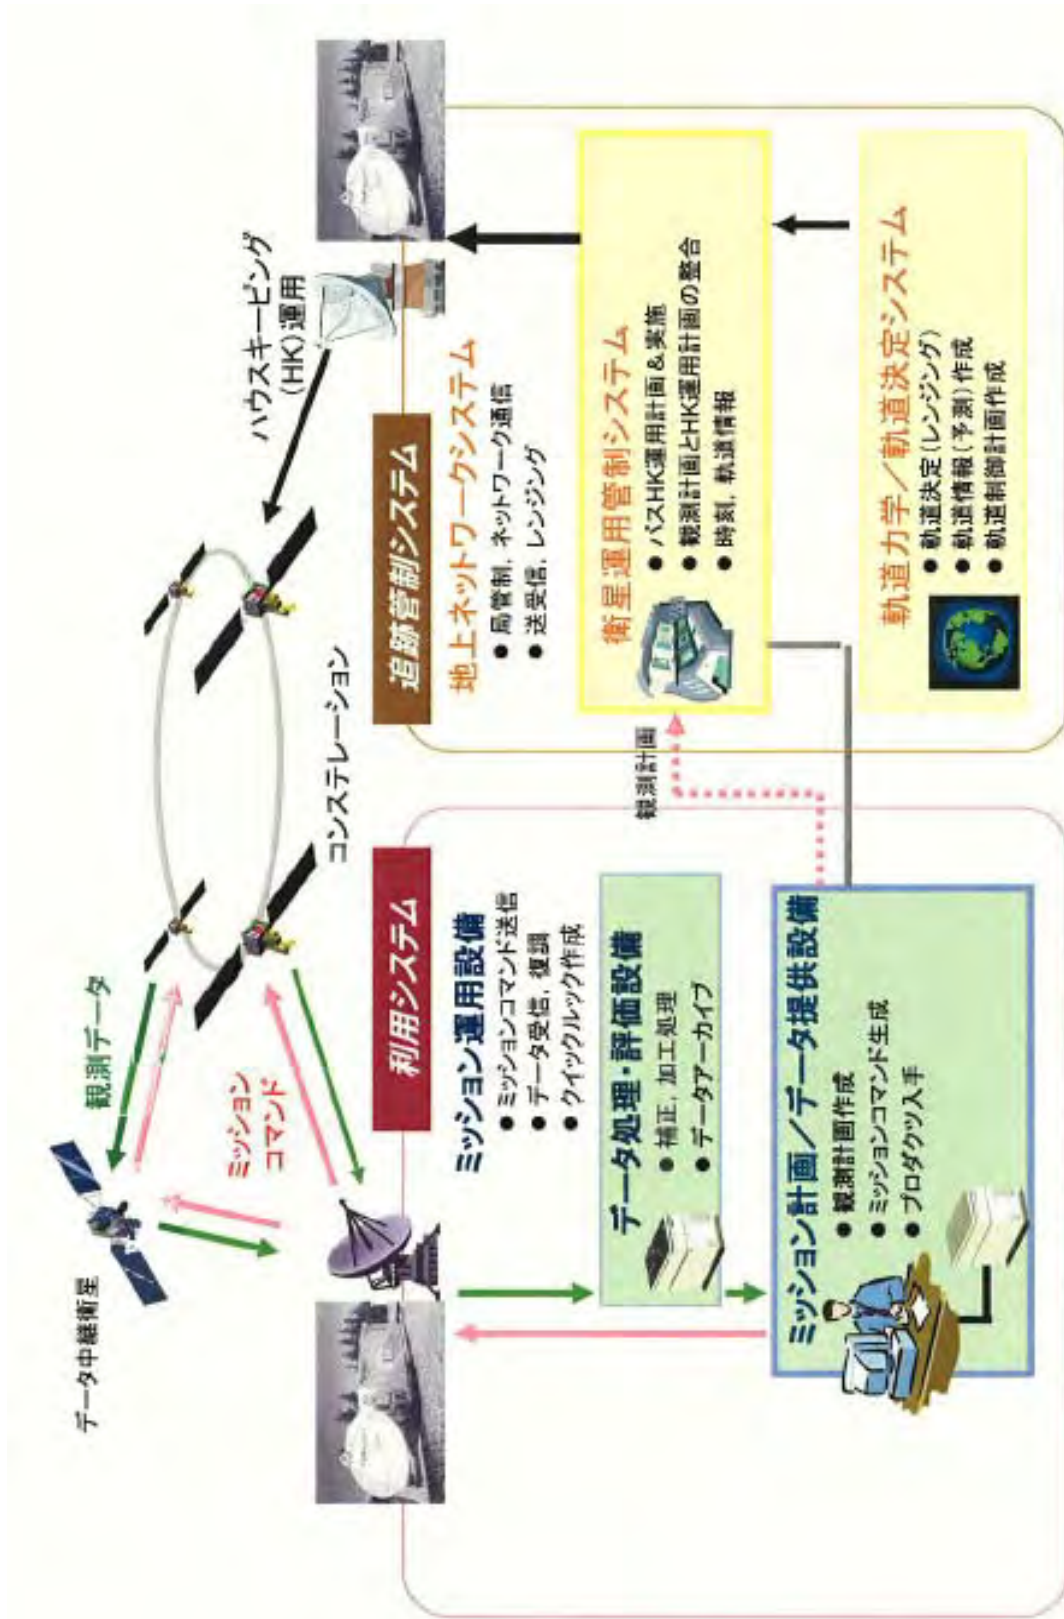 データ中継衛星
観測データ
ミッション
コマンド
コンステレーション
ハウスキーピング
(HK)運用
利用システム
ミッション運用設備
● ミッションコマンド送信
● データ受信, 復調
● クイックルック作成
データ処理・評価設備
● 補正, 加工処理
● データアーカイブ
ミッション計画／データ提供設備
● 観測計画作成
● ミッションコマンド生成
● プロダクツ入手
観測計画
追跡管制システム
地上ネットワークシステム
● 局管制, ネットワーク通信
● 送受信, レンジング
衛星運用管制システム
● バスHK運用計画＆実施
● 観測計画とHK運用計画の整合
● 時刻, 軌道情報
軌道力学／軌道決定システム
● 軌道決定(レンジング)
● 軌道情報(予測)作成
● 軌道制御計画作成